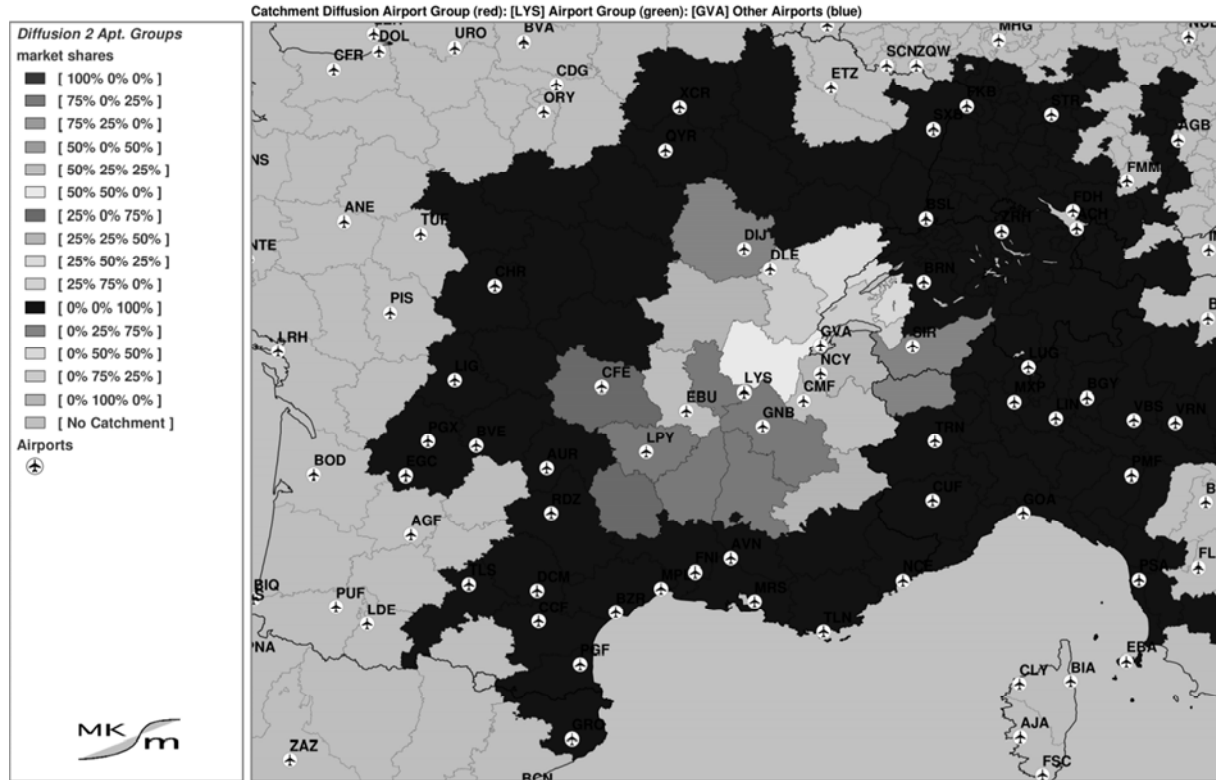 Catchment Diffusion Airport Group (red): [LYS] Airport Group (green): [GVA] Other Airports (blue)
Diffusion 2 Apt. Groups
market shares
[ 100% 0% 0% ]
[ 75% 0% 25% ]
[ 75% 25% 0% ]
[ 50% 0% 50% ]
[ 50% 25% 25% ]
[ 50% 50% 0% ]
[ 25% 0% 75% ]
[ 25% 25% 50% ]
[ 25% 50% 25% ]
[ 25% 75% 0% ]
[ 0% 0% 100% ]
[ 0% 25% 75% ]
[ 0% 50% 50% ]
[ 0% 75% 25% ]
[ 0% 100% 0% ]
[ No Catchment ]
Airports
MK m
DOL
URO
BVA
SCN
ZQW
MHG
CFR
CDG
ETZ
ORY
XCR
FKB
STR
QYR
SXB
AGB
NS
FMM
ANE
TUF
BSL
FDH
ACH
ZRH
NTE
DIJ
DLE
CHR
BRN
PIS
LRH
GVA
SIR
LIG
CFE
NCY
LUG
LYS
CMF
MXP
BGY
EBU
LIN
VBS
VRN
GNB
PGX
BVE
LPY
TRN
BOD
EGC
AUR
PMF
RDZ
CUF
GOA
AGF
AVN
FNI
FL
BIQ
TLS
DCM
MPL
NCE
PSA
PUF
MRS
LDE
CCF
BZR
TLN
PNA
PGF
EBA
CLY
BIA
GRO
AJA
ZAZ
BCN
FSC